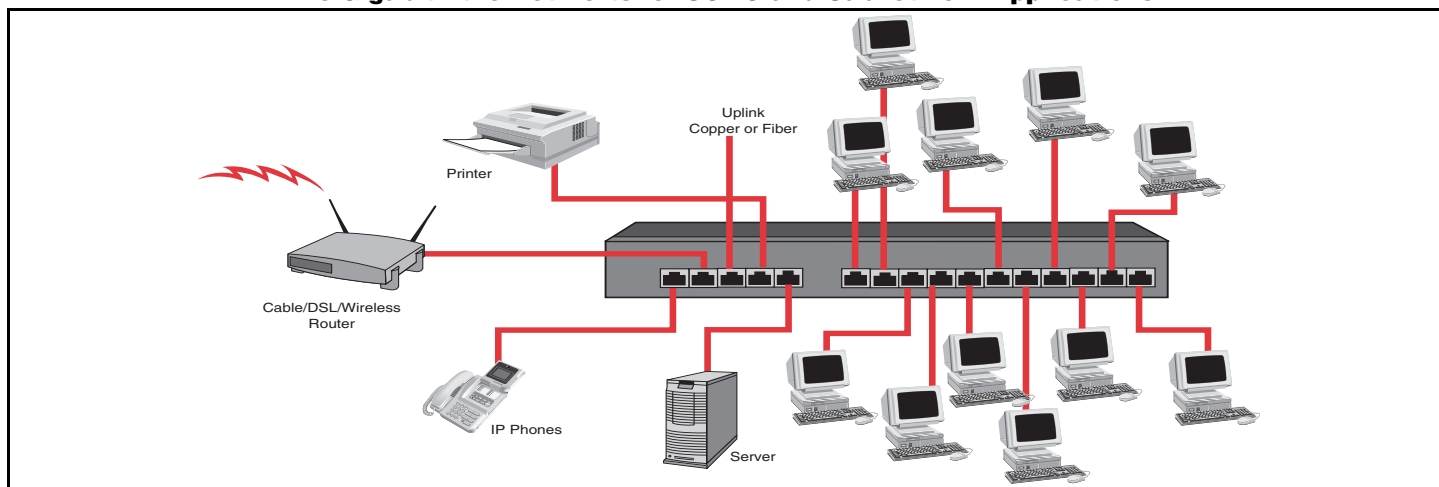 Uplink
Copper or Fiber
Printer
Cable/DSL/Wireless
Router
IP Phones
Server